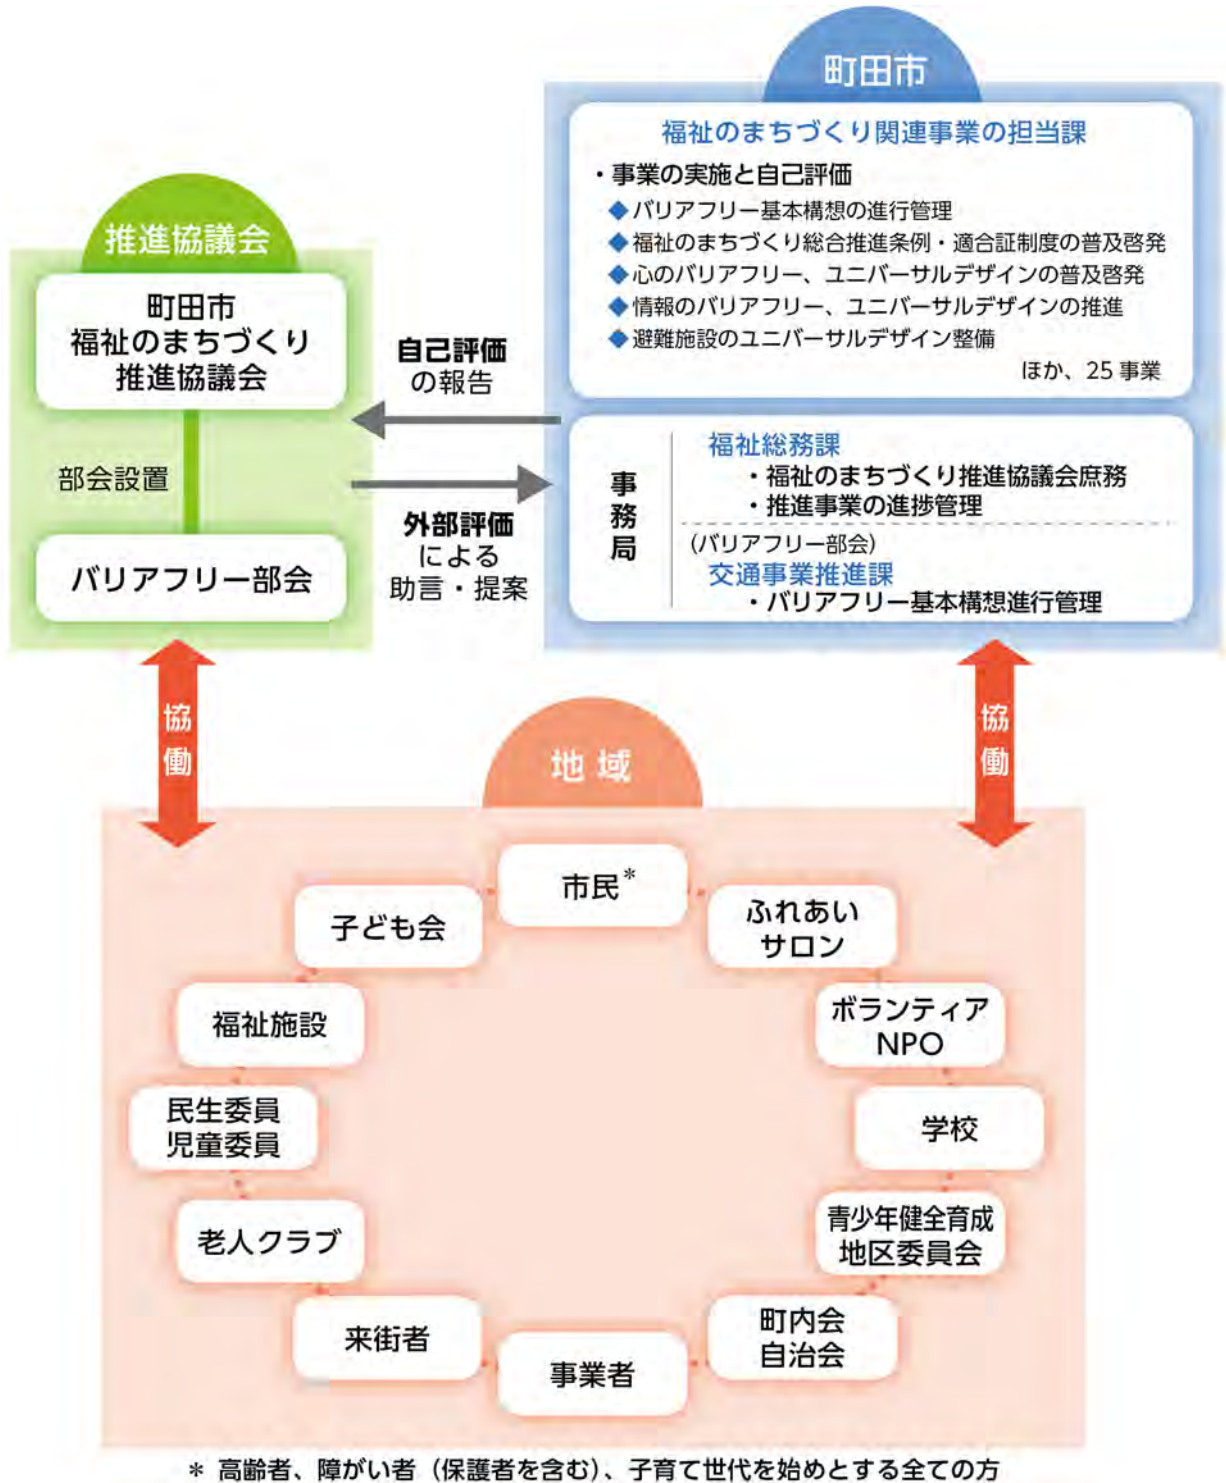 町田市
福祉のまちづくり関連事業の担当課
・事業の実施と自己評価
◆バリアフリー基本構想の進行管理
◆福祉のまちづくり総合推進条例・適合証制度の普及啓発
◆心のバリアフリー、ユニバーサルデザインの普及啓発
◆情報のバリアフリー、ユニバーサルデザインの推進
◆避難施設のユニバーサルデザイン整備
ほか、25 事業
推進協議会
町田市
福祉のまちづくり
推進協議会
部会設置
バリアフリー部会
自己評価
の報告
外部評価
による
助言・提案
事務局
福祉総務課
・福祉のまちづくり推進協議会庶務
・推進事業の進捗管理
(バリアフリー部会)
交通事業推進課
・バリアフリー基本構想進行管理
協働
協働
地域
市民*
ふれあい
サロン
ボランティア
NPO
学校
青少年健全育成
地区委員会
町内会
自治会
事業者
来街者
老人クラブ
民生委員
児童委員
福祉施設
子ども会
* 高齢者、障がい者（保護者を含む）、子育て世代を始めとする全ての方